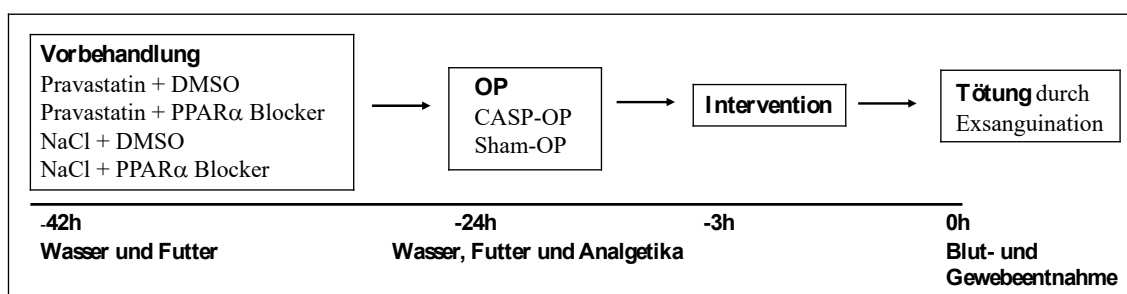 Vorbehandlung
Pravastatin + DMSO
Pravastatin + PPARα Blocker
NaCl + DMSO
NaCl + PPARα Blocker
OP
CASP-OP
Sham-OP
Intervention
Tötung durch
Exsanguination
-42h
-24h
-3h
0h
Wasser und Futter
Wasser, Futter und Analgetika
Blut- und
Gewebeentnahme